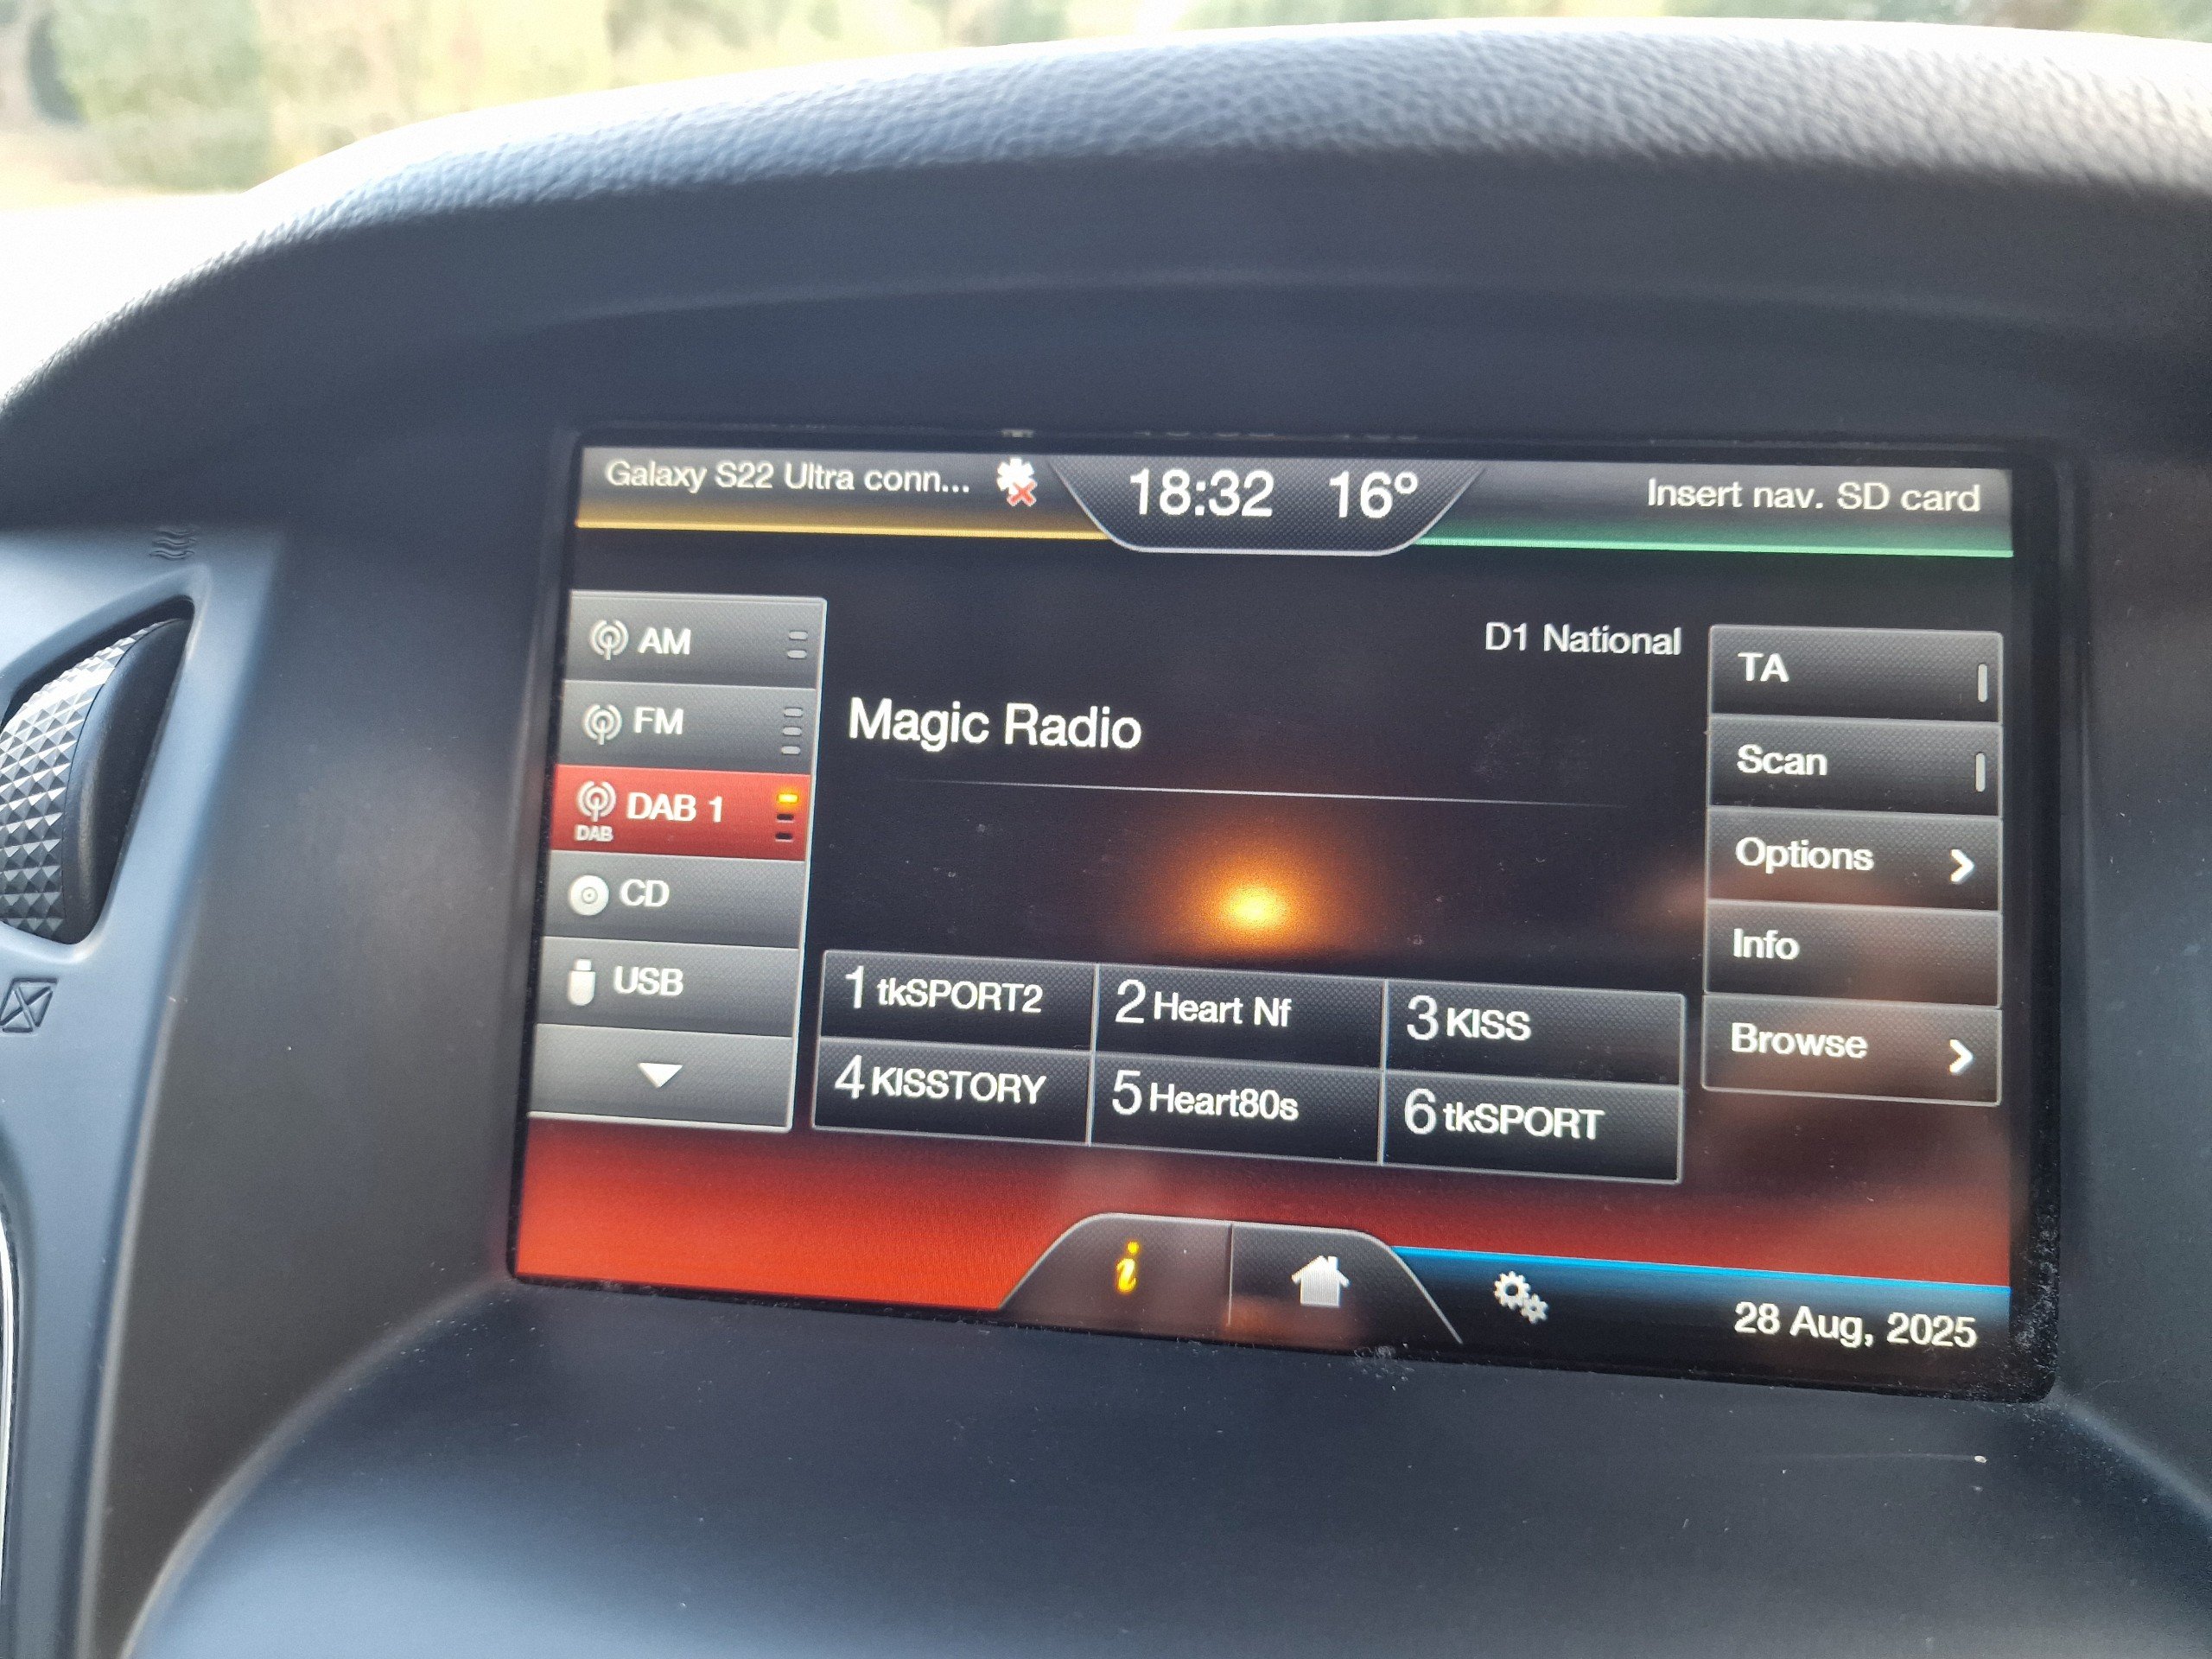 Galaxy S22 Ultra conn... 18:32 16° Insert nav. SD card
D1 National
AM
FM
DAB 1
DAB
CD
USB
Magic Radio
1 tkSPORT2 2 Heart Nf 3 KISS
4 KISSTORY 5 Heart80s 6 tkSPORT
TA
Scan
Options
Info
Browse
i
28 Aug, 2025